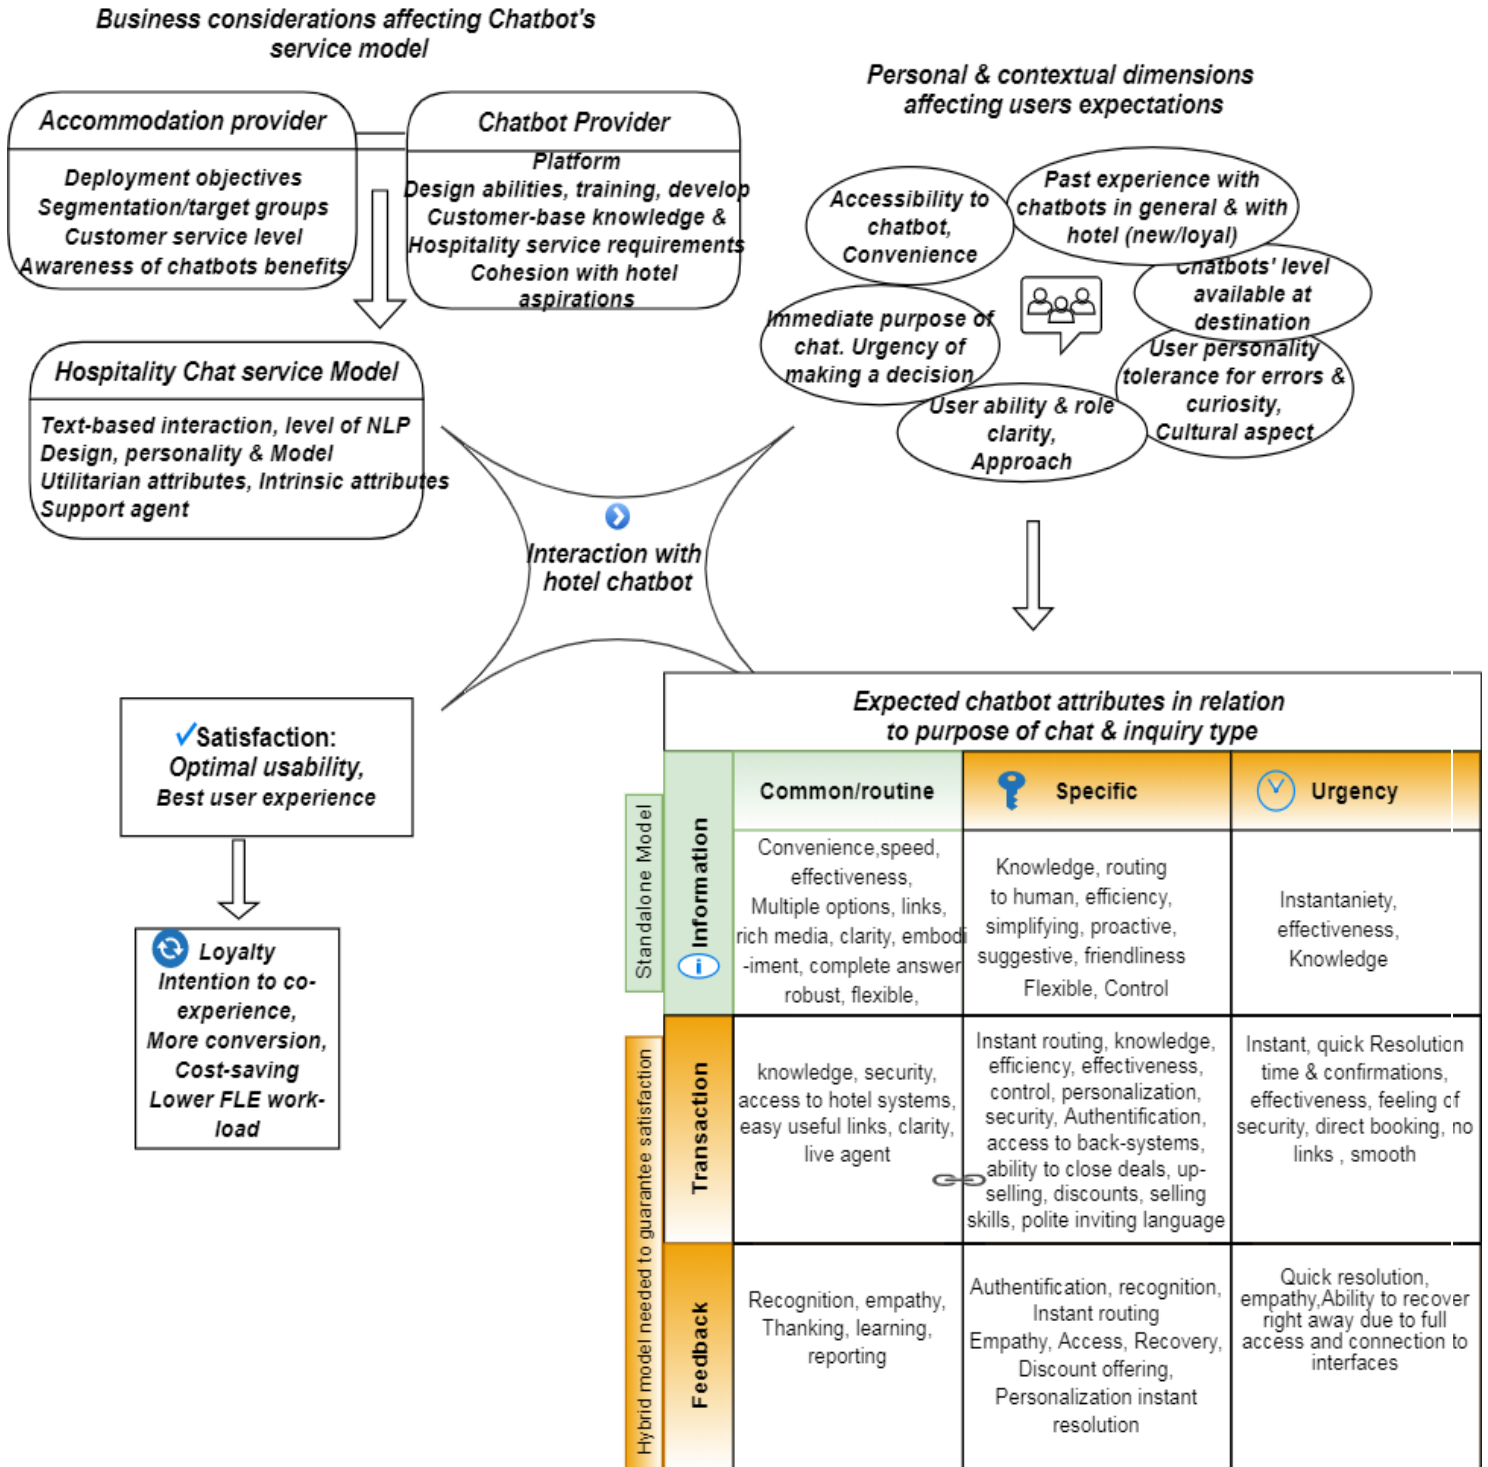 Business considerations affecting Chatbot's
service model
Accommodation provider
Deployment objectives
Segmentation/target groups
Customer service level
Awareness of chatbots benefits
Chatbot Provider
Platform
Design abilities, training, develop
Customer-base knowledge &
Hospitality service requirements
Cohesion with hotel
aspirations
Hospitality Chat service Model
Text-based interaction, level of NLP
Design, personality & Model
Utilitarian attributes, Intrinsic attributes
Support agent
Personal & contextual dimensions
affecting users expectations
Accessibility to
chatbot,
Convenience
Past experience with
chatbots in general & with
hotel (new/loyal)
Chatbots' level
available at
destination
Immediate purpose of
chat. Urgency of
making a decision
User personality
tolerance for errors &
curiosity,
Cultural aspect
User ability & role
clarity,
Approach
Interaction with
hotel chatbot
Satisfaction:
Optimal usability,
Best user experience
Loyalty
Intention to co-
experience,
More conversion,
Cost-saving
Lower FLE work-
load
Expected chatbot attributes in relation
to purpose of chat & inquiry type
Common/routine
Specific
Urgency
Standalone Model
Information
Convenience,speed,
effectiveness,
Multiple options, links,
rich media, clarity, embodi
-iment, complete answer
robust, flexible,
Knowledge, routing
to human, efficiency,
simplifying, proactive,
suggestive, friendliness
Flexible, Control
Instantaniety,
effectiveness,
Knowledge
Hybrid model needed to guarantee satisfaction
Transaction
knowledge, security,
access to hotel systems,
easy useful links, clarity,
live agent
Instant routing, knowledge,
efficiency, effectiveness,
control, personalization,
security, Authentification,
access to back-systems,
ability to close deals, up-
selling, discounts, selling
skills, polite inviting language
Instant, quick Resolution
time & confirmations,
effectiveness, feeling of
security, direct booking, no
links , smooth
Feedback
Recognition, empathy,
Thanking, learning,
reporting
Authentification, recognition,
Instant routing
Empathy, Access, Recovery,
Discount offering,
Personalization instant
resolution
Quick resolution,
empathy,Ability to recover
right away due to full
access and connection to
interfaces